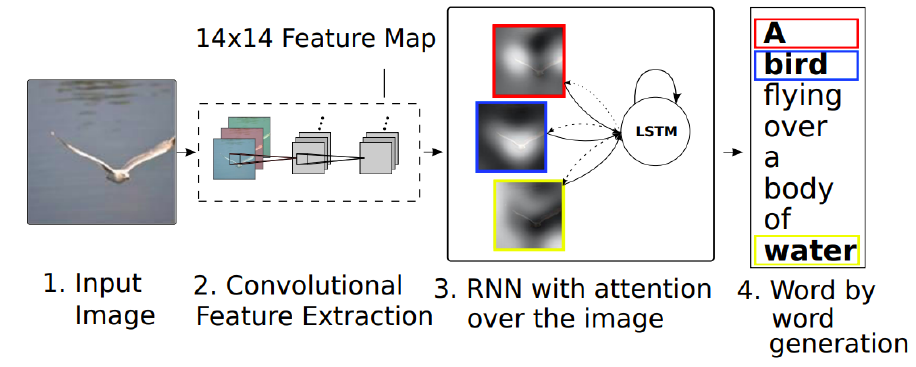 14x14 Feature Map
LSTM
A
bird
flying
over
a
body
of
water
1. Input
Image
2. Convolutional
Feature Extraction
3. RNN with attention
over the image
4. Word by
word
generation